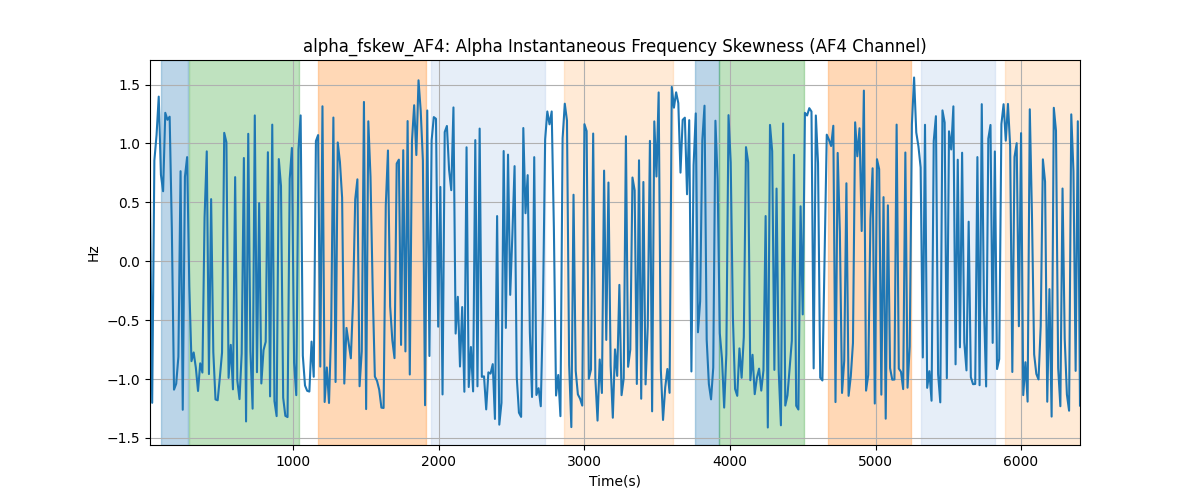 alpha_fskew_AF4: Alpha Instantaneous Frequency Skewness (AF4 Channel)
1.5
1.0
0.5
0.0
−0.5
−1.0
−1.5
Hz
1000 2000 3000 4000 5000 6000
Time(s)